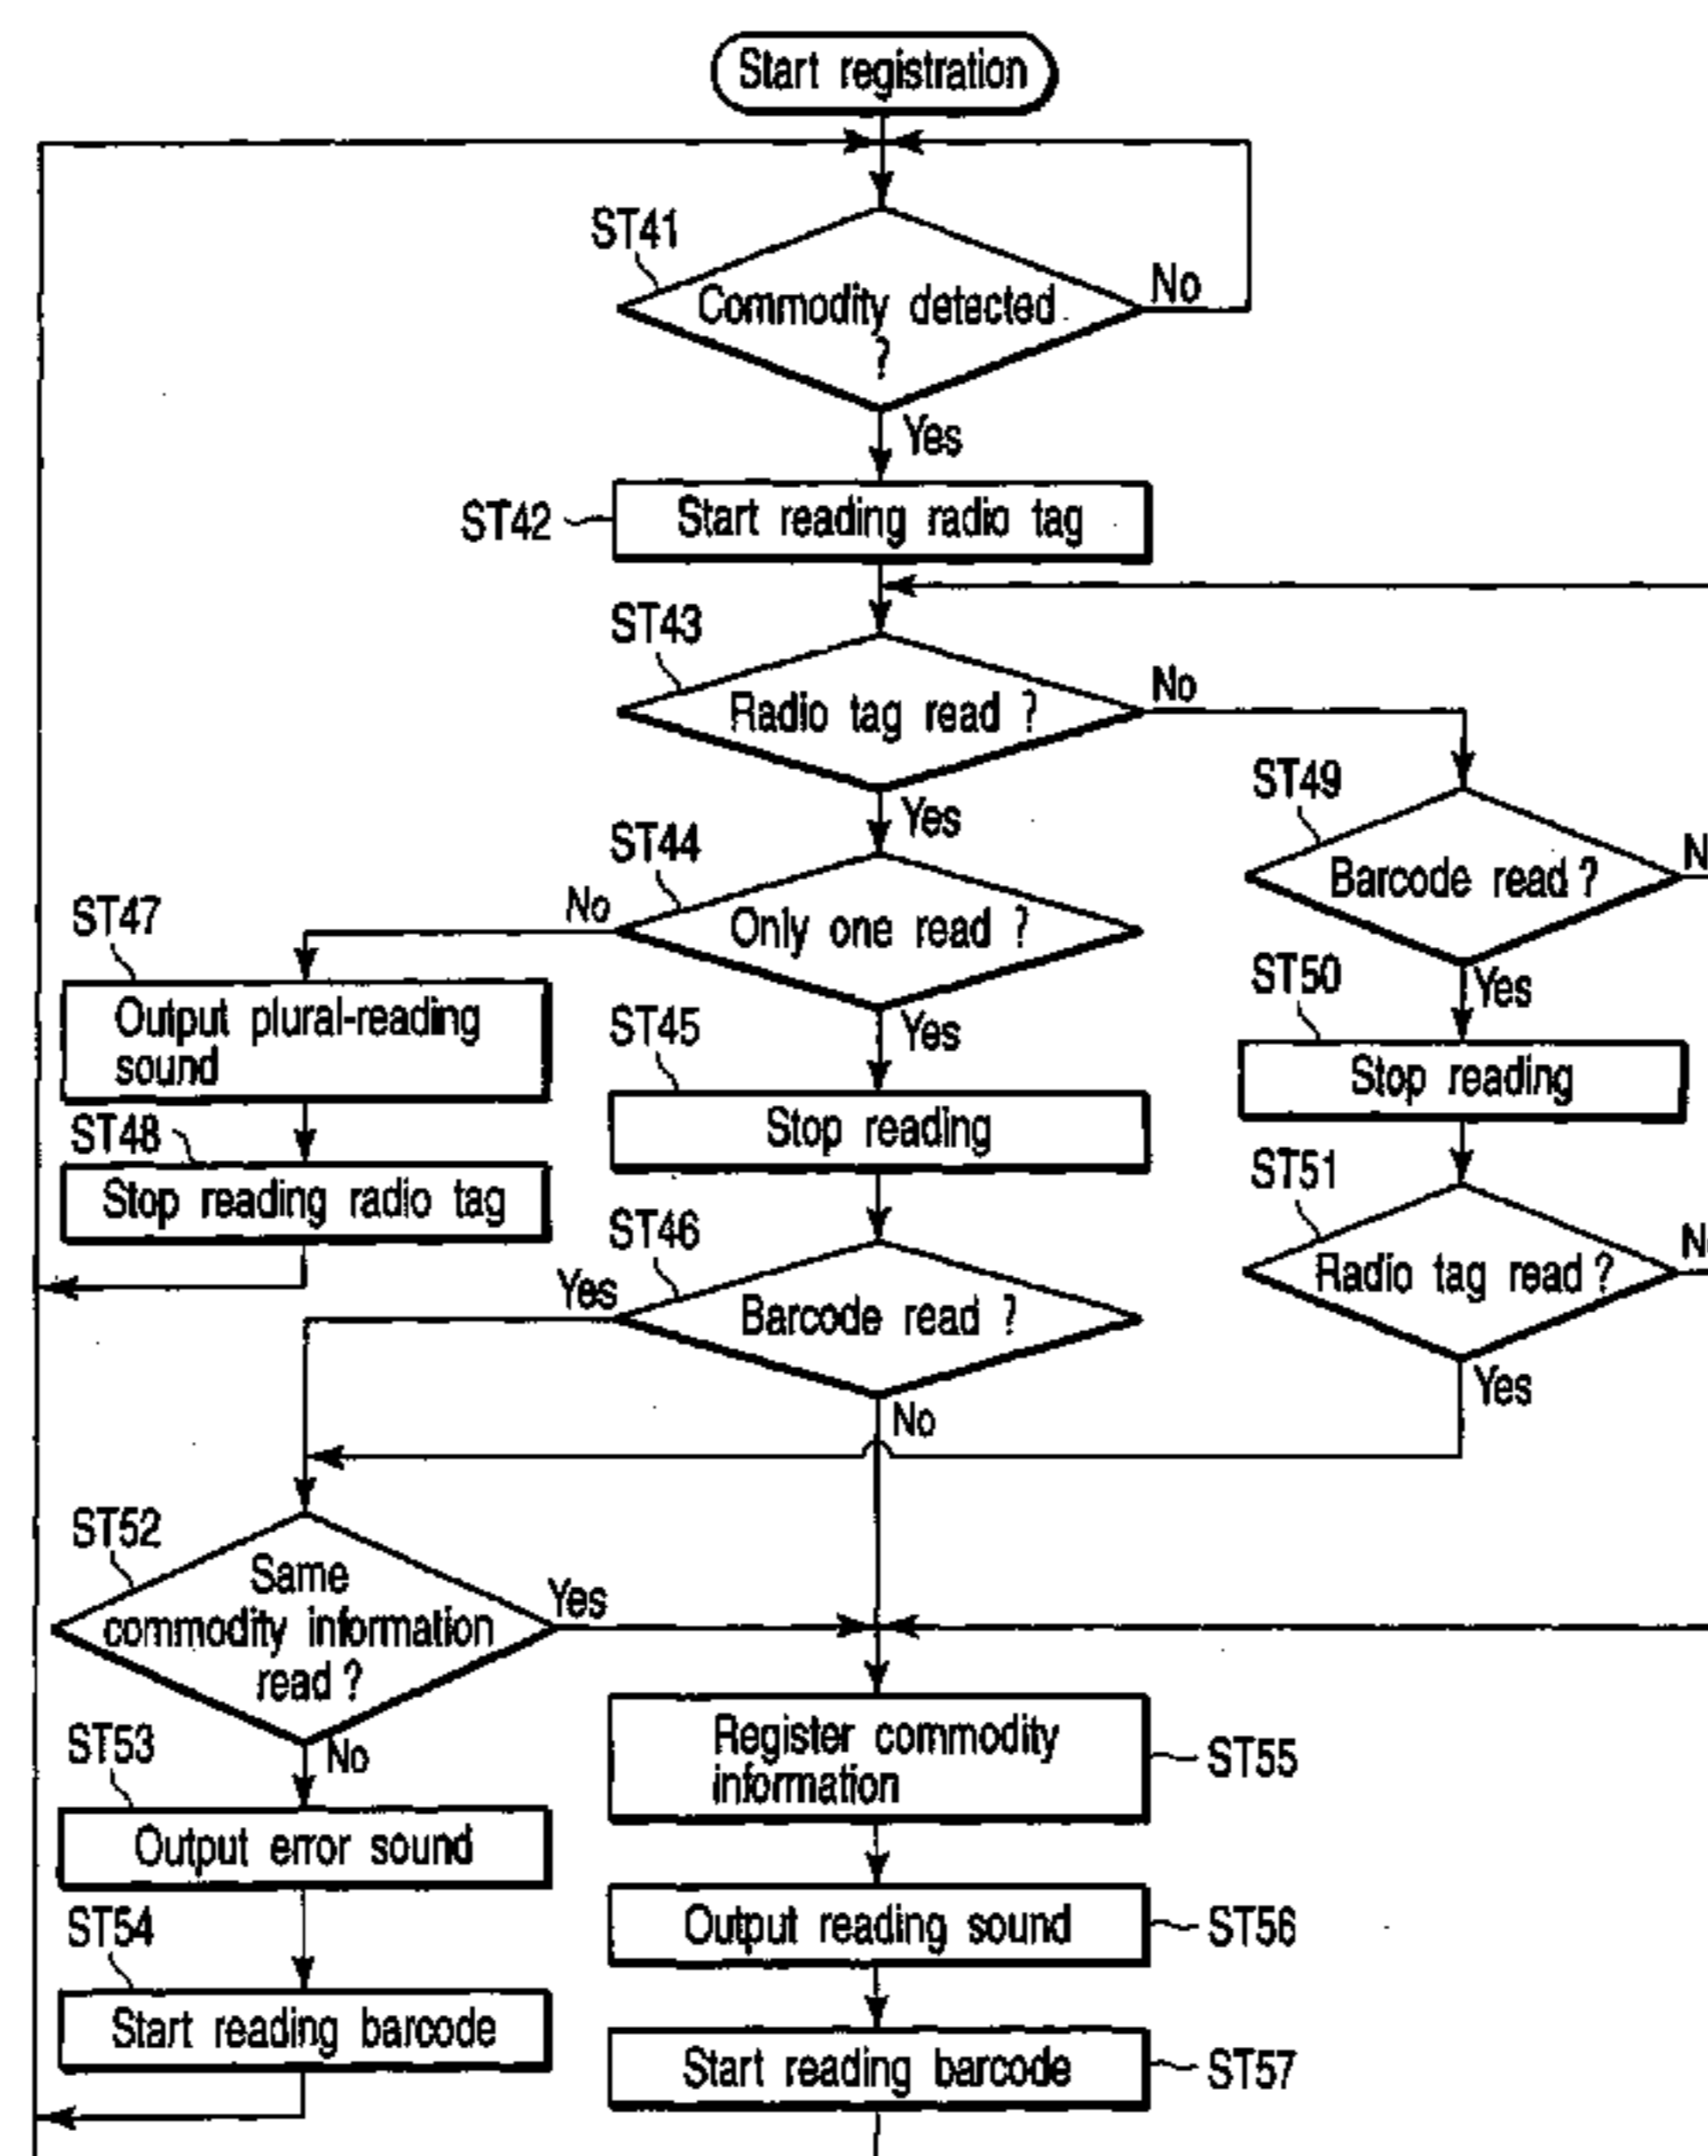 Start registration
ST41
Commodity detected
?
No
Yes
ST42
Start reading radio tag
ST43
Radio tag read ?
No
Yes
ST49
Barcode read ?
Yes
ST44
Only one read ?
No
Yes
ST47
Output plural-reading
sound
ST50
Stop reading
ST45
Stop reading
ST48
Stop reading radio tag
ST51
Radio tag read ?
Yes
ST46
Barcode read ?
Yes
No
ST52
Same
commodity information
read ?
Yes
No
ST53
Output error sound
ST54
Start reading barcode
Register commodity
information
ST55
Output reading sound
ST56
Start reading barcode
ST57